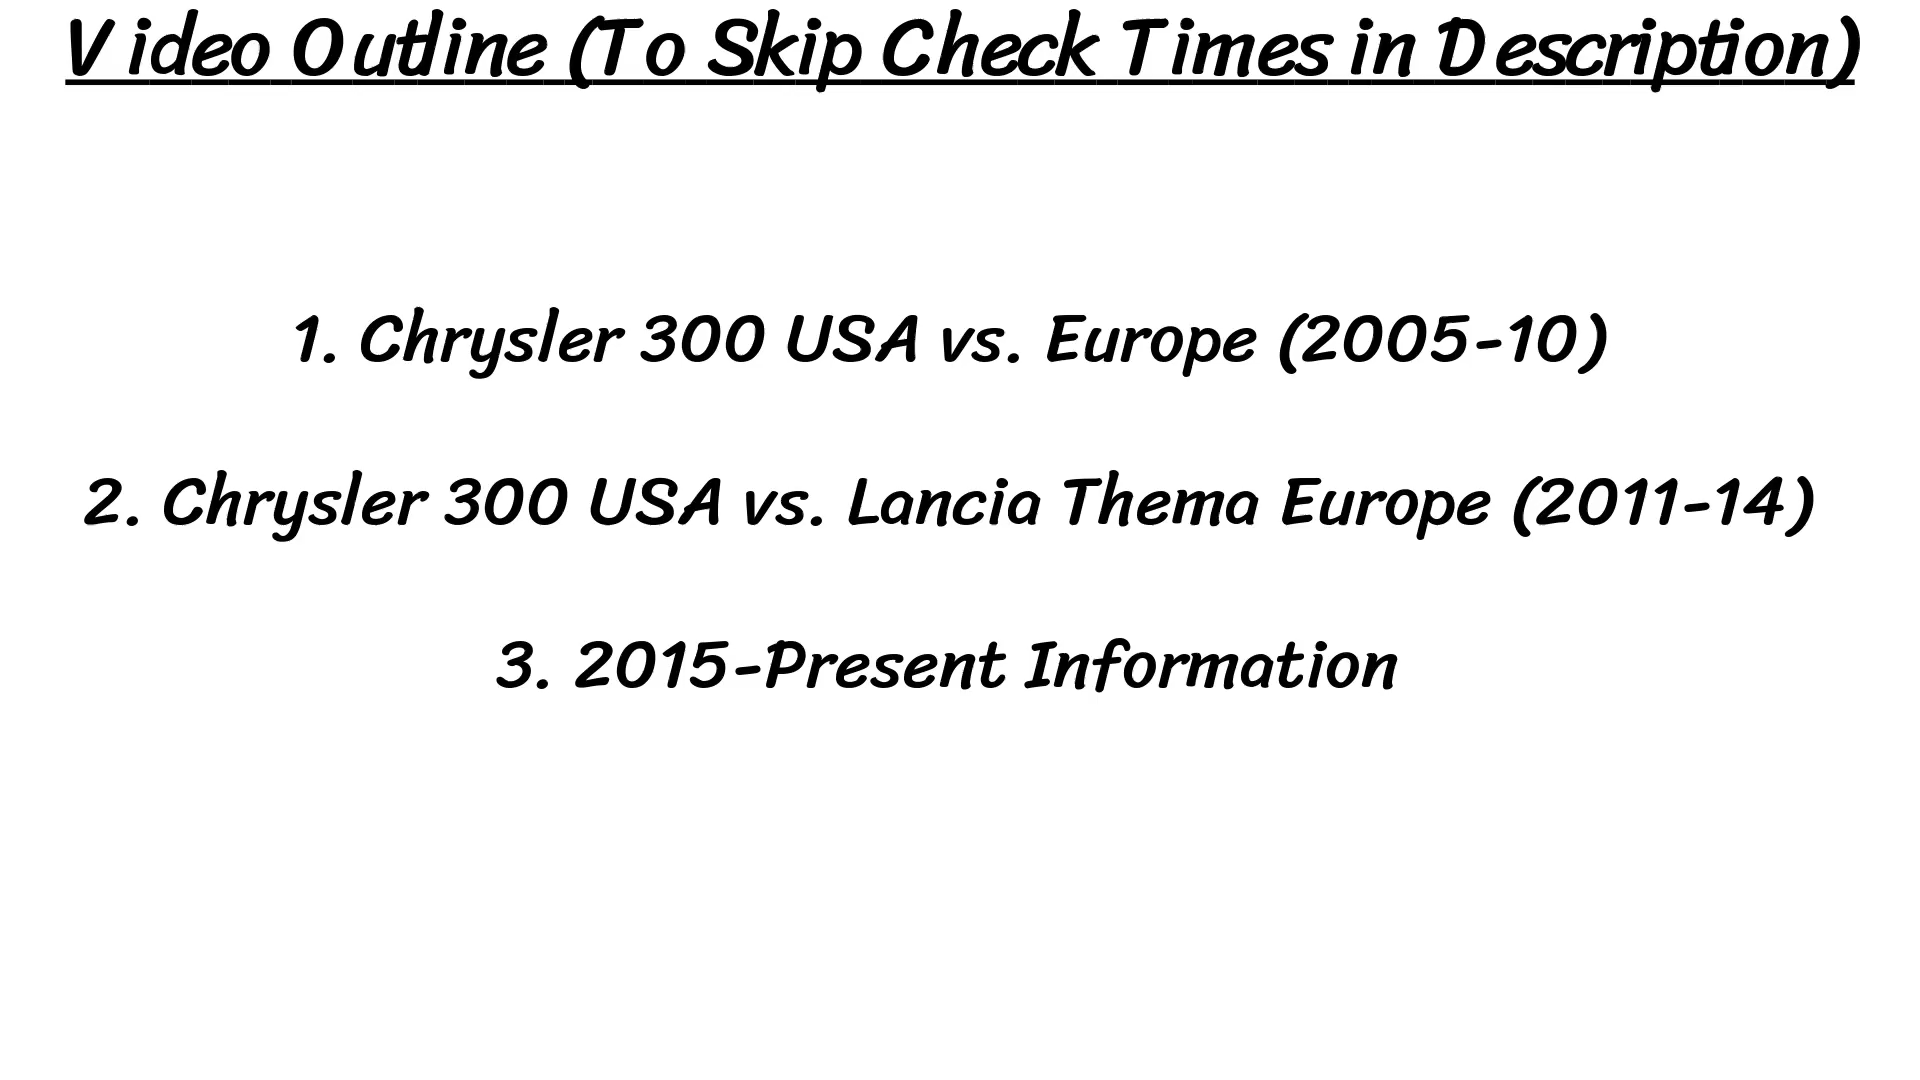 Video Outline (To Skip Check Times in Description)
1. Chrysler 300 USA vs. Europe (2005-10)
2. Chrysler 300 USA vs. Lancia Thema Europe (2011-14)
3. 2015-Present Information